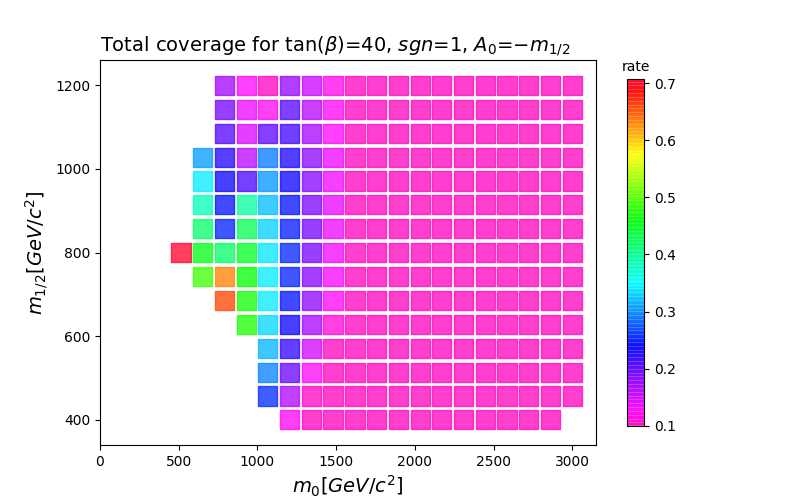 Total coverage for tan(β)=40, sgn=1, A₀=−m₁/₂
rate
1200
1000
800
600
400
m₁/₂[GeV/c²]
0 500 1000 1500 2000 2500 3000
m₀[GeV/c²]
0.7
0.6
0.5
0.4
0.3
0.2
0.1